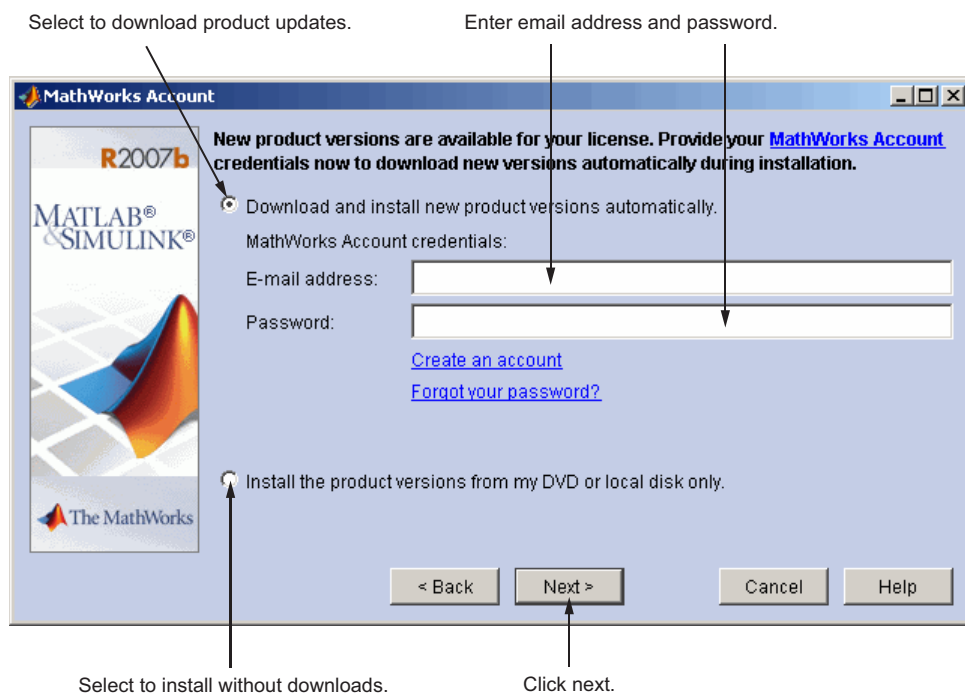 Select to download product updates.
Enter email address and password.
MathWorks Account
R2007b
MATLAB®
&SIMULINK®
The MathWorks
New product versions are available for your license. Provide your MathWorks Account
credentials now to download new versions automatically during installation.
Download and install new product versions automatically.
MathWorks Account credentials:
E-mail address:
Password:
Create an account
Forgot your password?
Install the product versions from my DVD or local disk only.
< Back
Next >
Cancel
Help
Select to install without downloads.
Click next.